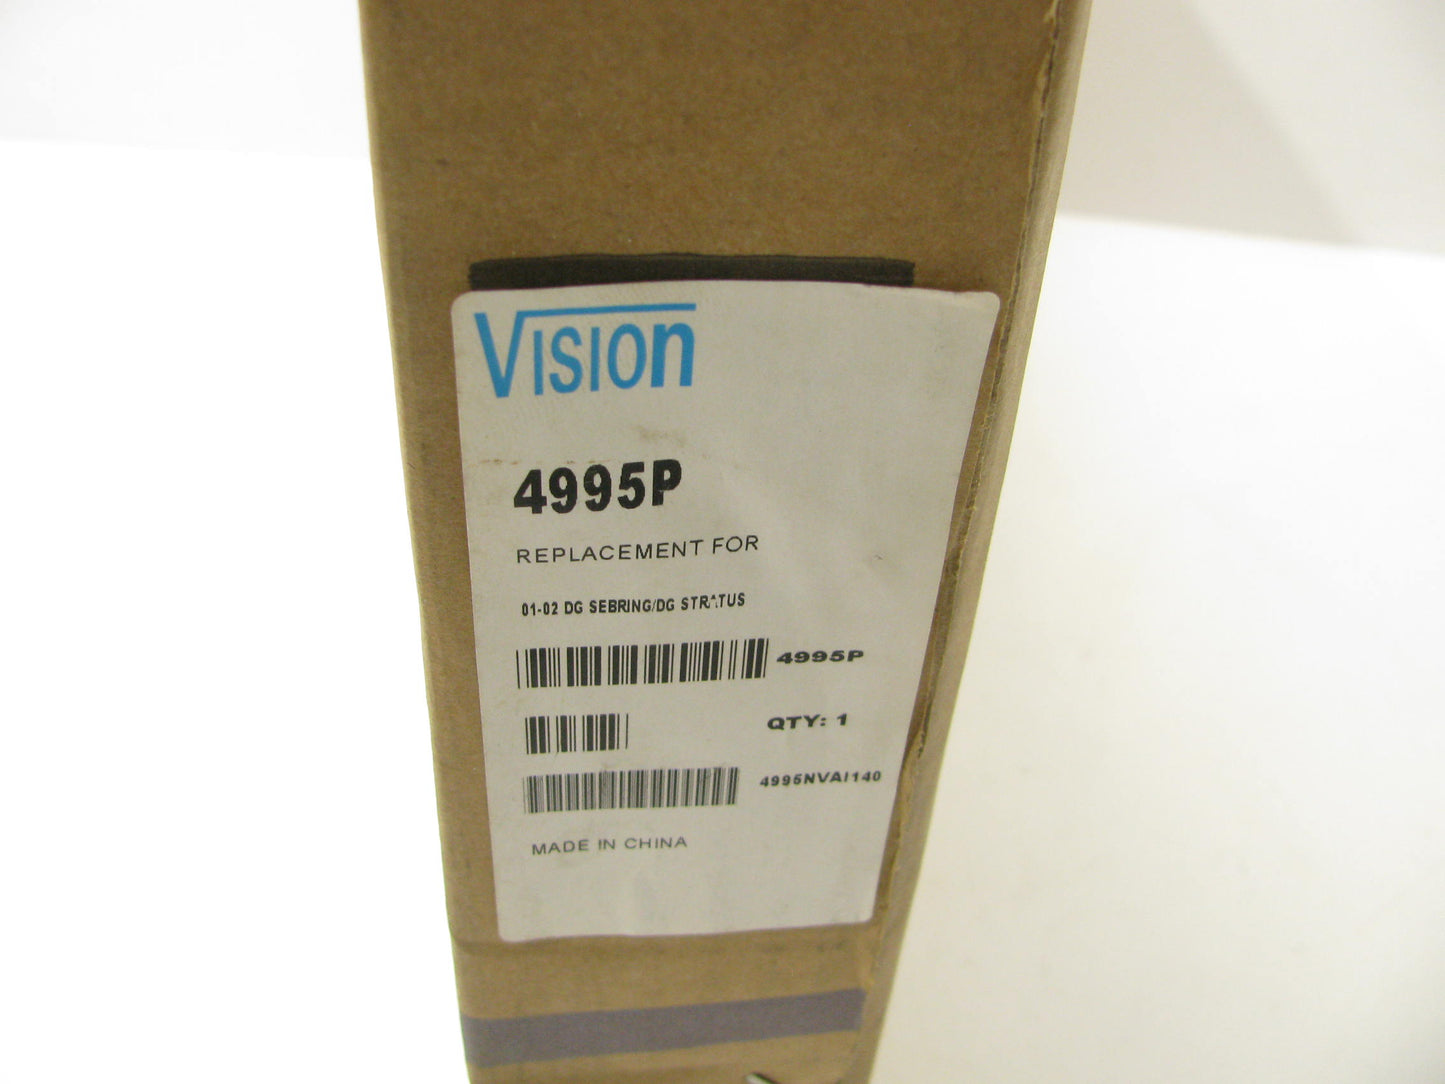 Vision
4995P
REPLACEMENT FOR
01-02 DG SEBRING/DG STRATUS
4995P
QTY: 1
4995NVAI140
MADE IN CHINA